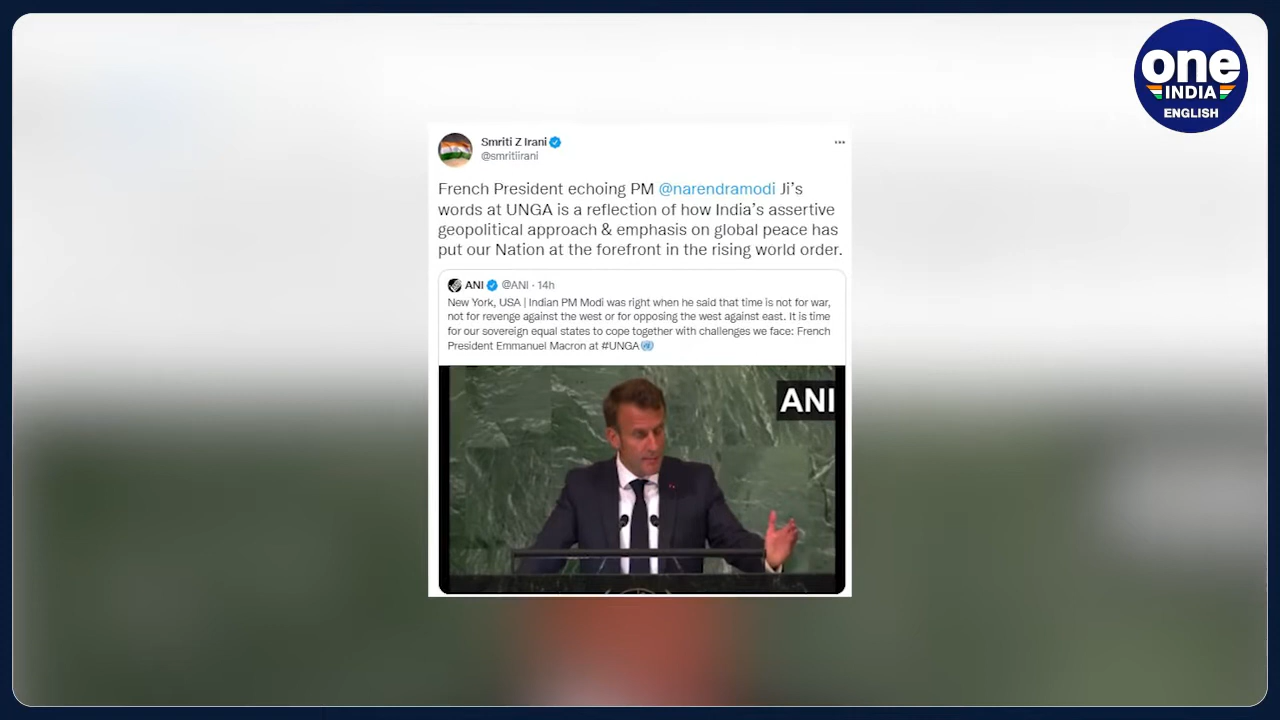 one
INDIA
ENGLISH
Smriti Z Irani
@smritiirani
French President echoing PM @narendramodi Ji's
words at UNGA is a reflection of how India's assertive
geopolitical approach & emphasis on global peace has
put our Nation at the forefront in the rising world order.
ANI @ANI · 14h
New York, USA | Indian PM Modi was right when he said that time is not for war,
not for revenge against the west or for opposing the west against east. It is time
for our sovereign equal states to cope together with challenges we face: French
President Emmanuel Macron at #UNGA
ANI